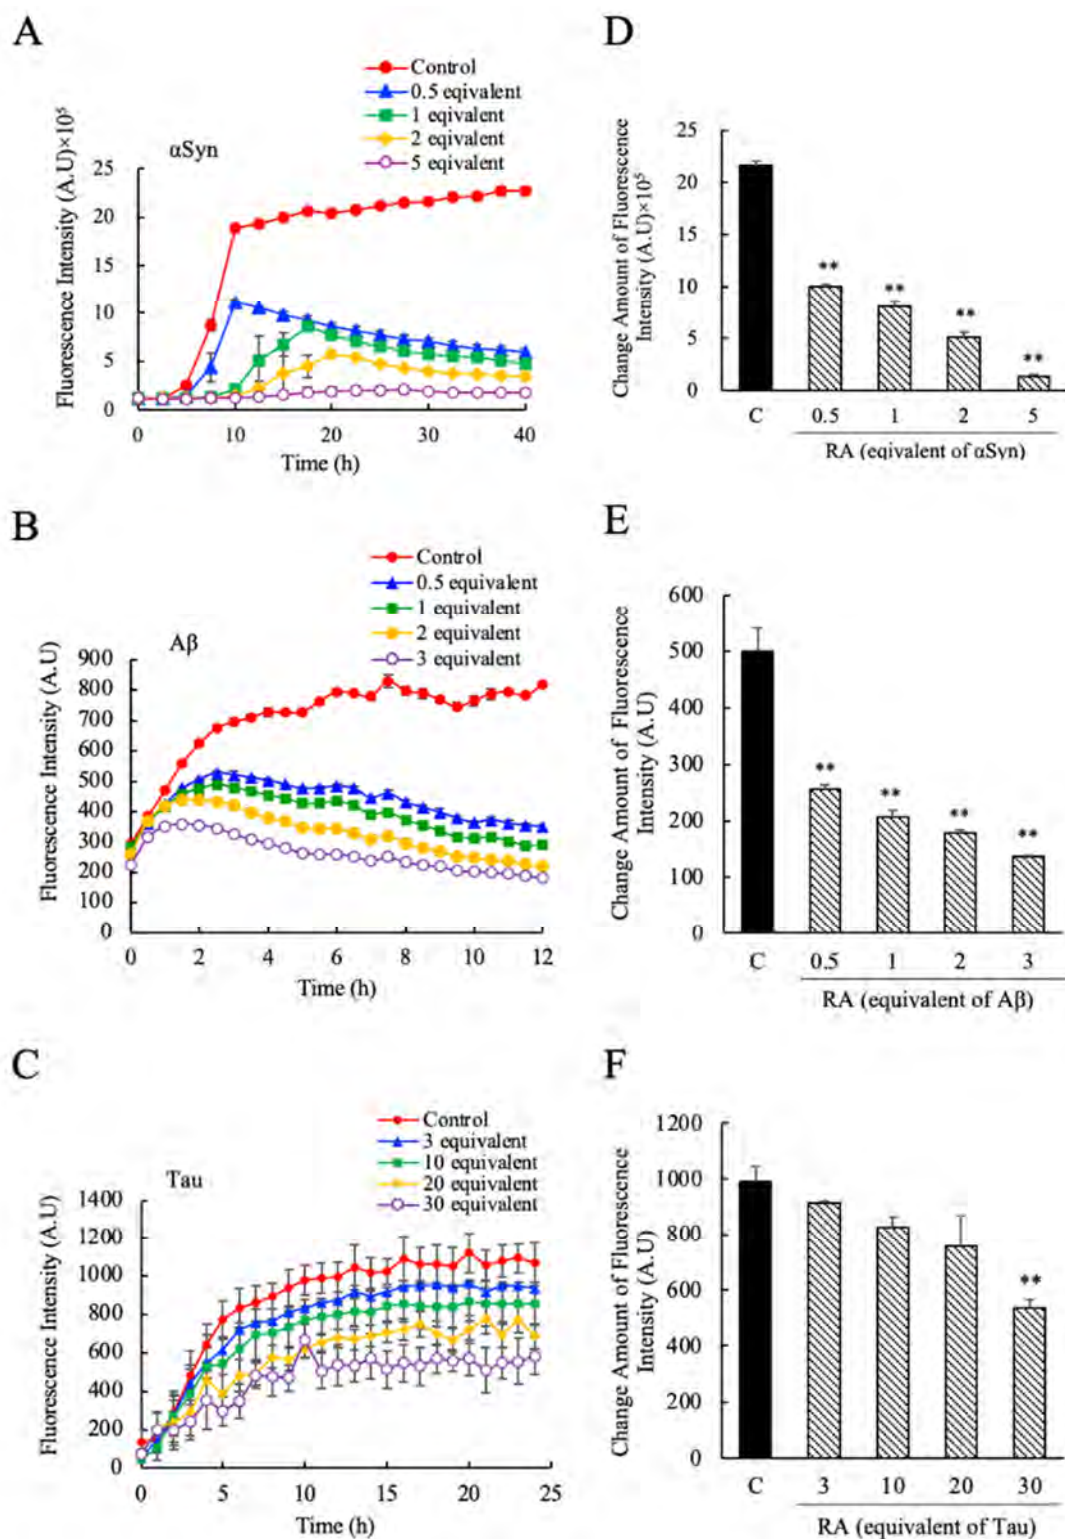 A
Control
0.5 eqivalent
1 eqivalent
2 eqivalent
5 eqivalent
αSyn
Fluorescence Intensity (A.U)×10⁵
25
20
15
10
5
0
0 10 20 30 40
Time (h)
D
Change Amount of Fluorescence
Intensity (A.U)×10⁵
25
20
15
10
5
0
** ** ** **
C 0.5 1 2 5
RA (eqivalent of αSyn)
B
Control
0.5 equivalent
1 equivalent
2 equivalent
3 equivalent
Aβ
Fluorescence Intensity (A.U)
900
800
700
600
500
400
300
200
100
0
0 2 4 6 8 10 12
Time (h)
E
Change Amount of Fluorescence
Intensity (A.U)
600
500
400
300
200
100
0
** ** ** **
C 0.5 1 2 3
RA (equivalent of Aβ)
C
Control
3 equivalent
10 equivalent
20 equivalent
30 equivalent
Tau
Fluorescence Intensity (A.U)
1400
1200
1000
800
600
400
200
0
0 5 10 15 20 25
Time (h)
F
Change Amount of Fluorescence
Intensity (A.U)
1200
1000
800
600
400
200
0
**
C 3 10 20 30
RA (equivalent of Tau)